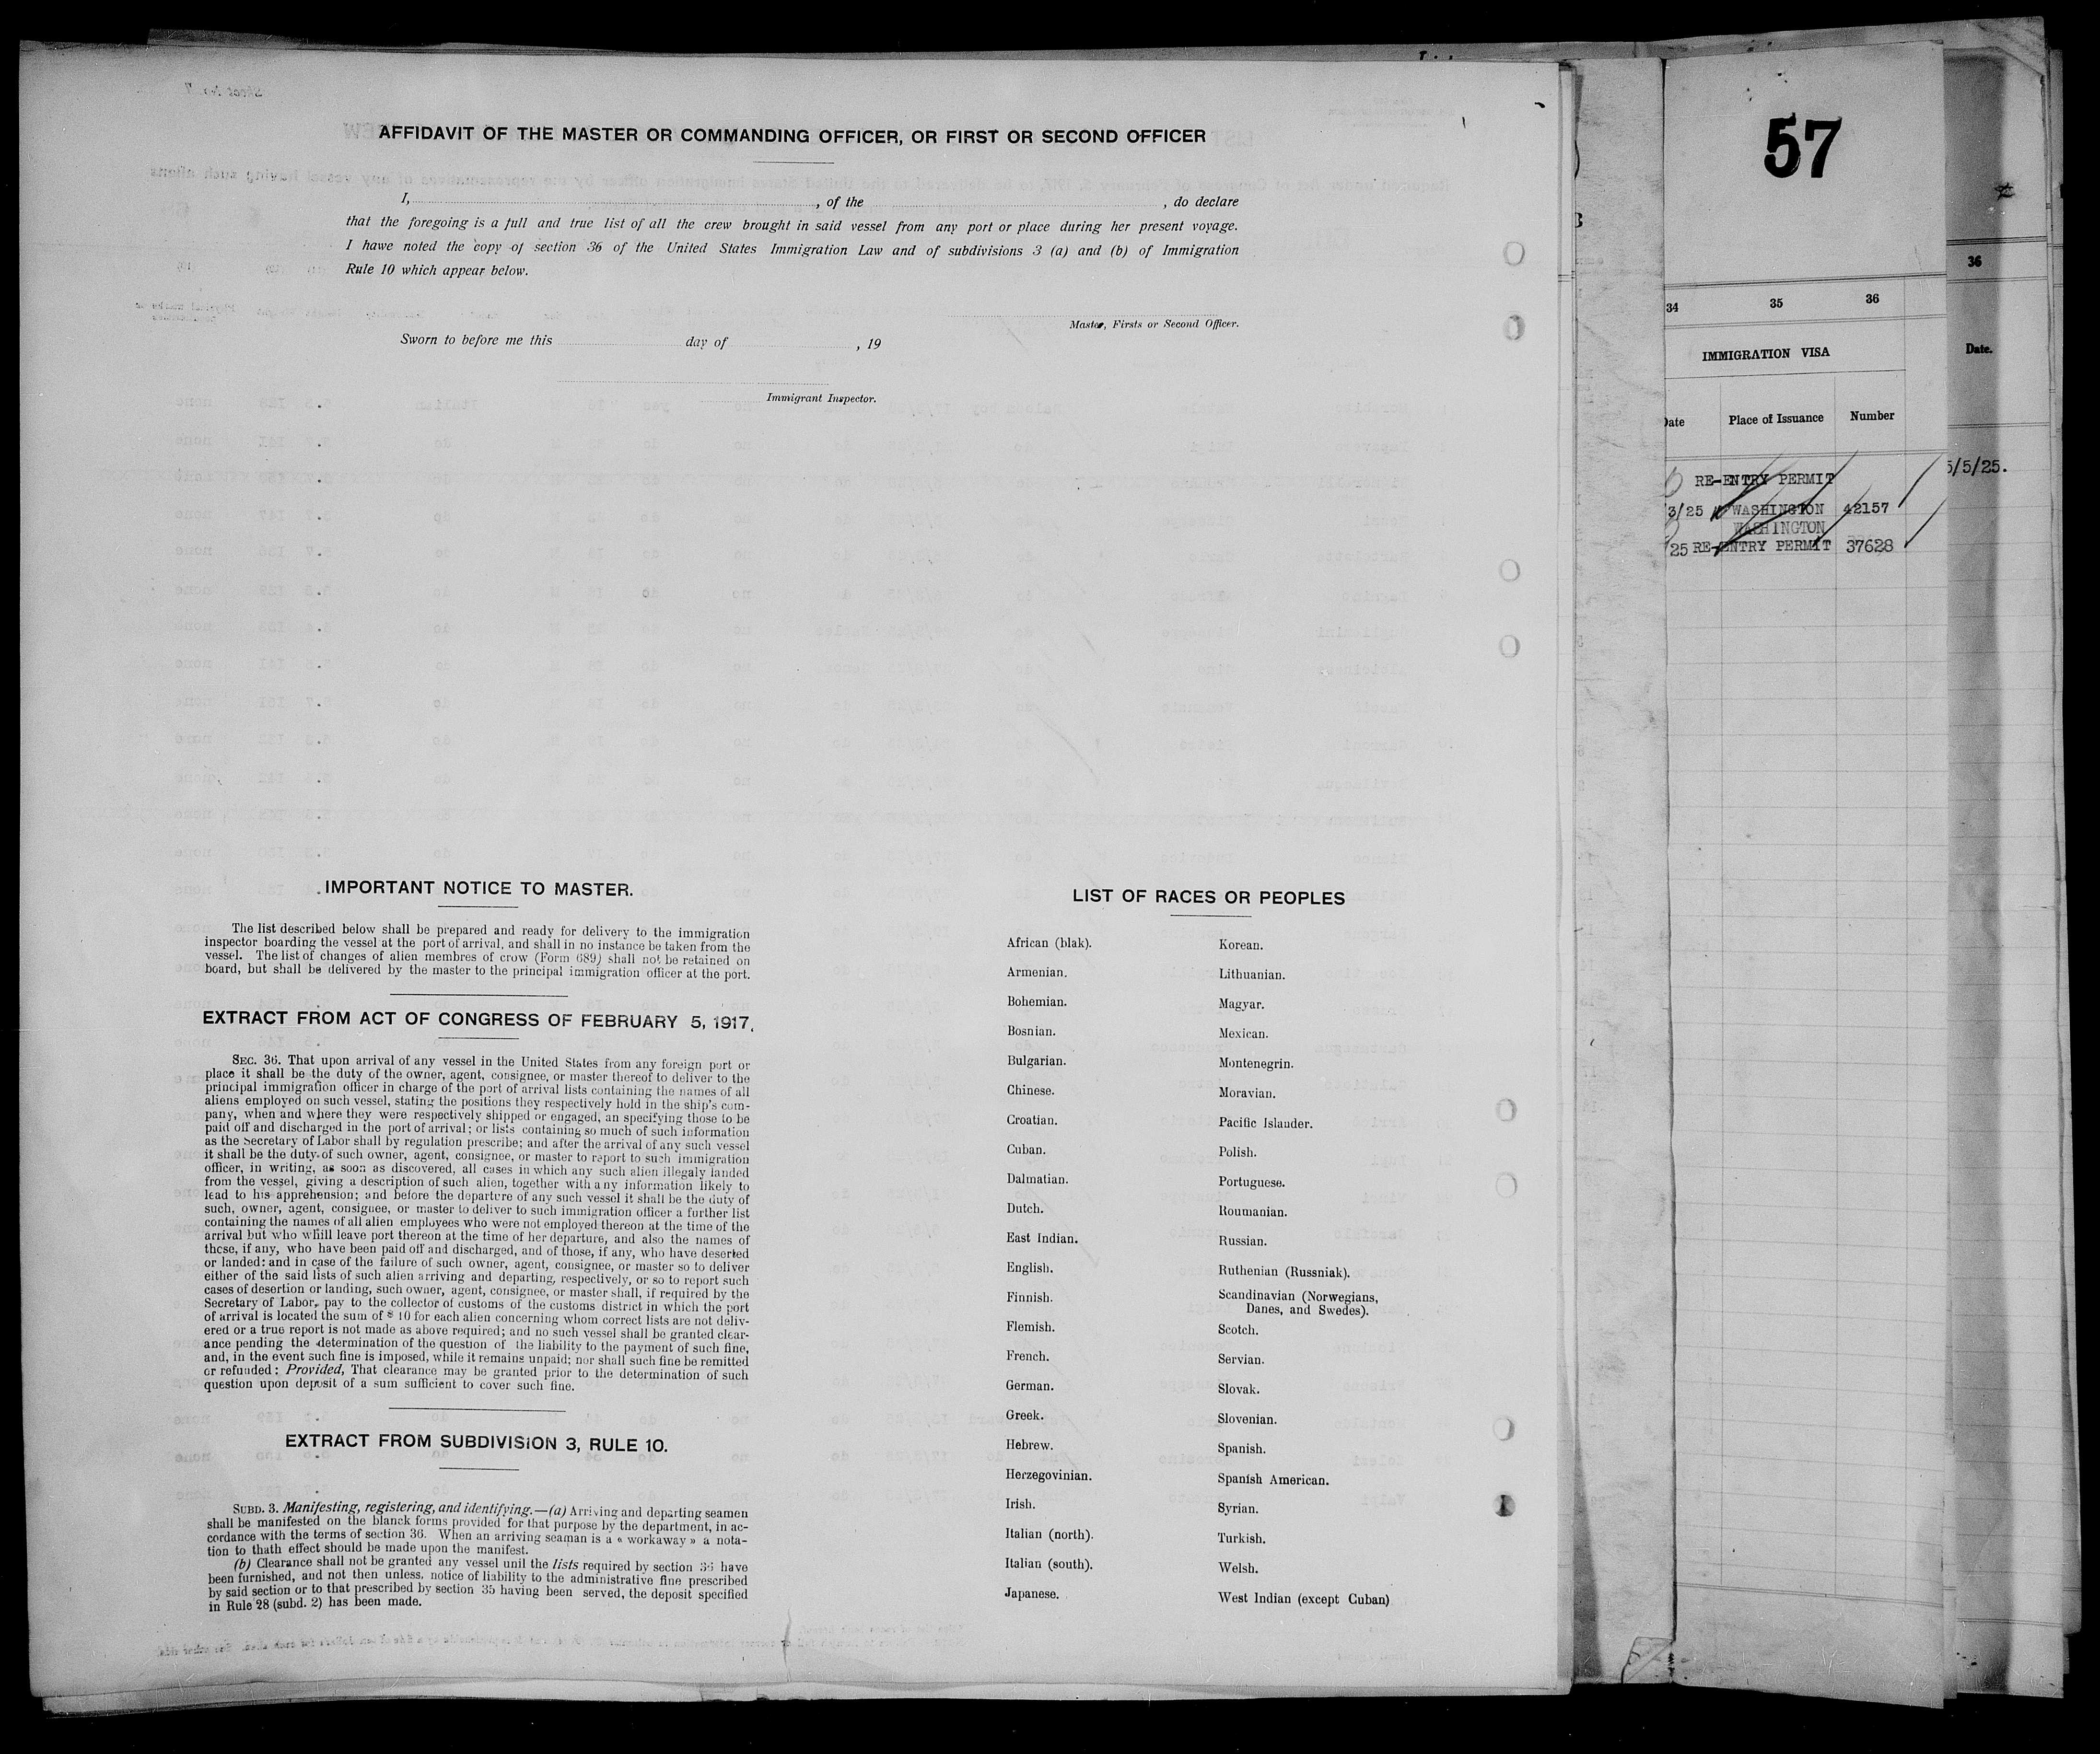 AFFIDAVIT OF THE MASTER OR COMMANDING OFFICER, OR FIRST OR SECOND OFFICER
I, , of the , do declare
that the foregoing is a full and true list of all the crew brought in said vessel from any port or place during her present voyage.
I hawe noted the copy of section 36 of the United States Immigration Law and of subdivisions 3 (a) and (b) of Immigration
Rule 10 which appear below.
Master, Firsts or Second Officer.
Sworn to before me this day of , 19
Immigrant Inspector.
IMPORTANT NOTICE TO MASTER.
The list described below shall be prepared and ready for delivery to the immigration
inspector boarding the vessel at the port of arrival, and shall in no instance be taken from the
vessel. The list of changes of alien membres of crow (Form 689) shall not be retained on
board, but shall be delivered by the master to the principal immigration officer at the port.
EXTRACT FROM ACT OF CONGRESS OF FEBRUARY 5, 1917.
SEC. 36. That upon arrival of any vessel in the United States from any foreign port or
place it shall be the duty of the owner, agent, consignee, or master thereof to deliver to the
principal immigration officer in charge of the port of arrival lists containing the names of all
aliens employed on such vessel, stating the positions they respectively hold in the ship's com-
pany, when and where they were respectively shipped or engaged, an specifying those to be
paid off and discharged in the port of arrival; or lists containing so much of such information
as the Secretary of Labor shall by regulation prescribe; and after the arrival of any such vessel
it shall be the duty of such owner, agent, consignee, or master to report to such immigration
officer, in writing, as soon as discovered, all cases in which any such alien illegaly landed
from the vessel, giving a description of such alien, together with any information likely to
lead to his apprehension; and before the departure of any such vessel it shall be the duty of
such, owner, agent, consignee, or master to deliver to such immigration officer a further list
containing the names of all alien employees who were not employed thereon at the time of the
arrival but who whill leave port thereon at the time of her departure, and also the names of
those, if any, who have been paid off and discharged, and of those, if any, who have deserted
or landed: and in case of the failure of such owner, agent, consignee, or master so to deliver
either of the said lists of such alien arriving and departing, respectively, or so to report such
cases of desertion or landing, such owner, agent, consignee, or master shall, if required by the
Secretary of Labor, pay to the collector of customs of the customs district in which the port
of arrival is located the sum of $ 10 for each alien concerning whom correct lists are not deliv-
ered or a true report is not made as above required; and no such vessel shall be granted clear-
ance pending the determination of the question of the liability to the payment of such fine,
and, in the event such fine is imposed, while it remains unpaid; nor shall such fine be remitted
or refunded: Provided, That clearance may be granted prior to the determination of such
question upon deposit of a sum sufficient to cover such fine.
EXTRACT FROM SUBDIVISION 3, RULE 10.
SUBD. 3. Manifesting, registering, and identifying.—(a) Arriving and departing seamen
shall be manifested on the blanck forms provided for that purpose by the department, in ac-
cordance with the terms of section 36. When an arriving seaman is a « workaway » a nota-
tion to thath effect should be made upon the manifest.
(b) Clearance shall not be granted any vessel unil the lists required by section 36 have
been furnished, and not then unless, notice of liability to the administrative fine prescribed
by said section or to that prescribed by section 35 having been served, the deposit specified
in Rule 28 (subd. 2) has been made.
LIST OF RACES OR PEOPLES
African (blak).
Armenian.
Bohemian.
Bosnian.
Bulgarian.
Chinese.
Croatian.
Cuban.
Dalmatian.
Dutch.
East Indian.
English.
Finnish.
Flemish.
French.
German.
Greek.
Hebrew.
Herzegovinian.
Irish.
Italian (north).
Italian (south).
Japanese.
Korean.
Lithuanian.
Magyar.
Mexican.
Montenegrin.
Moravian.
Pacific Islander.
Polish.
Portuguese.
Roumanian.
Russian.
Ruthenian (Russniak).
Scandinavian (Norwegians,
Danes, and Swedes).
Scotch.
Servian.
Slovak.
Slovenian.
Spanish.
Spanish American.
Syrian.
Turkish.
Welsh.
West Indian (except Cuban)
57
34 35 36
IMMIGRATION VISA
Date Place of Issuance Number
RE-ENTRY PERMIT
3/25 WASHINGTON 42157
WASHINGTON
25 RE-ENTRY PERMIT 37628
36
Date.
5/5/25.